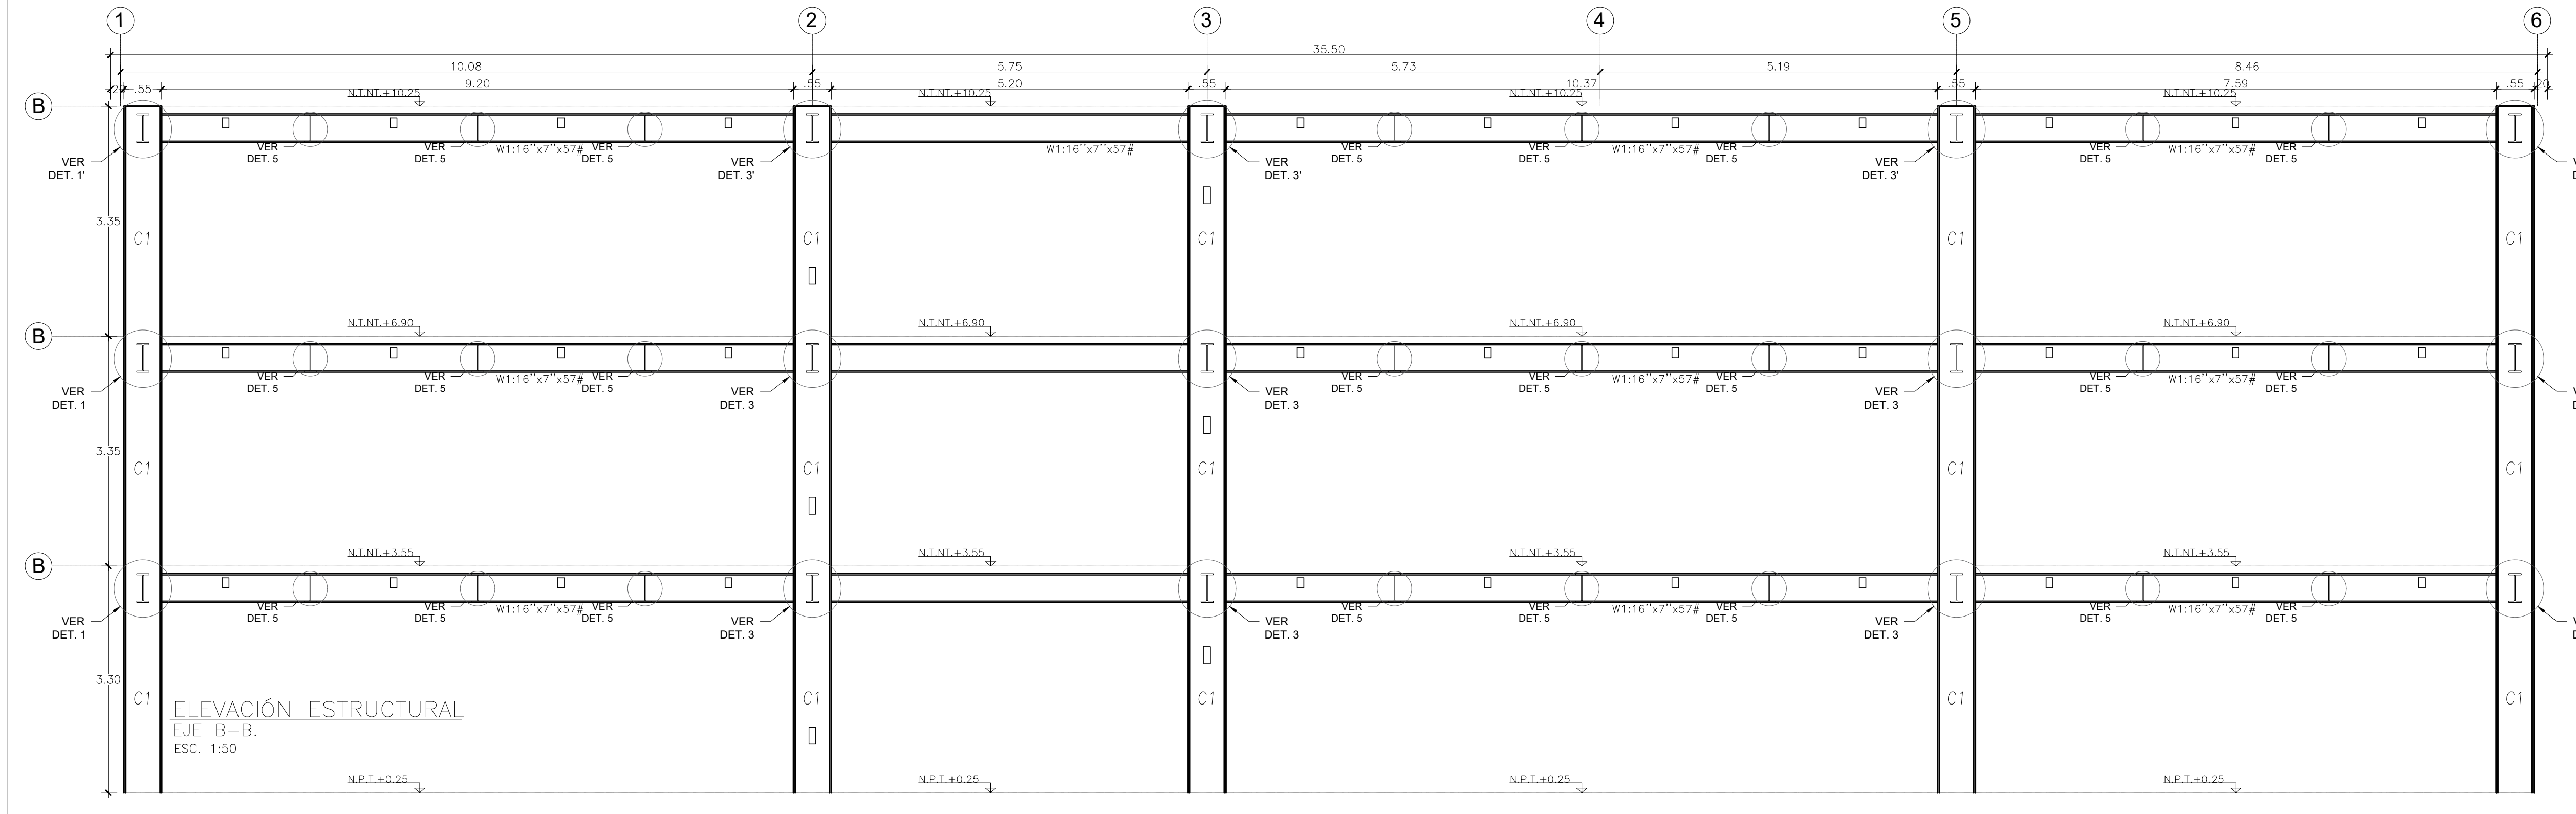 1 2 3 4 5 6
35.50
10.08 5.75 5.73 5.19 8.46
.55 9.20 .55 5.20 .55 10.37 .55 7.59 .55 .20
B
N.T.NT.+10.25 N.T.NT.+10.25 N.T.NT.+10.25 N.T.NT.+10.25
VER VER W1:16''x7''x57# VER W1:16''x7''x57# VER VER W1:16''x7''x57# VER VER W1:16''x7''x57# VER
DET. 5 DET. 5 DET. 5 DET. 5 DET. 5 DET. 5 DET. 5 DET. 5
VER VER VER VER
DET. 1' DET. 3' DET. 3' DET. 3'
3.35
C1 C1 C1 C1 C1
B
N.T.NT.+6.90 N.T.NT.+6.90 N.T.NT.+6.90 N.T.NT.+6.90
VER VER W1:16''x7''x57# VER VER VER W1:16''x7''x57# VER VER W1:16''x7''x57# VER
DET. 5 DET. 5 DET. 5 DET. 5 DET. 5 DET. 5 DET. 5 DET. 5
VER VER VER VER
DET. 1 DET. 3 DET. 3 DET. 3
3.35
C1 C1 C1 C1 C1
B
N.T.NT.+3.55 N.T.NT.+3.55 N.T.NT.+3.55 N.T.NT.+3.55
VER VER W1:16''x7''x57# VER VER VER W1:16''x7''x57# VER VER W1:16''x7''x57# VER
DET. 5 DET. 5 DET. 5 DET. 5 DET. 5 DET. 5 DET. 5 DET. 5
VER VER VER VER
DET. 1 DET. 3 DET. 3 DET. 3
3.30
C1 C1 C1 C1 C1
ELEVACIÓN ESTRUCTURAL
EJE B-B.
ESC. 1:50
N.P.T.+0.25 N.P.T.+0.25 N.P.T.+0.25 N.P.T.+0.25